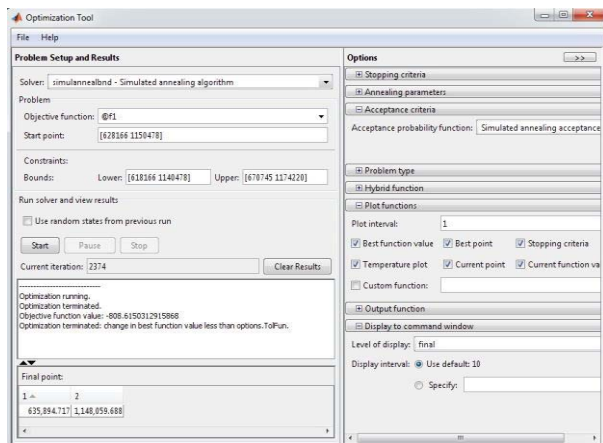 Optimization Tool
File Help
Problem Setup and Results
Solver: simulannealbnd - Simulated annealing algorithm
Problem
Objective function: @f1
Start point: [628166 1150478]
Constraints:
Bounds: Lower: [618166 1140478] Upper: [670745 1174220]
Run solver and view results
Use random states from previous run
Start Pause Stop
Current iteration: 2374 Clear Results
Optimization running.
Optimization terminated.
Objective function value: -808.6150312915868
Optimization terminated: change in best function value less than options.TolFun.
Final point:
1 2
635,894.717 1,148,059.688
Options >>
Stopping criteria
Annealing parameters
Acceptance criteria
Acceptance probability function: Simulated annealing acceptance
Problem type
Hybrid function
Plot functions
Plot interval: 1
Best function value Best point Stopping criteria
Temperature plot Current point Current function va
Custom function:
Output function
Display to command window
Level of display: final
Display interval: Use default: 10
Specify: